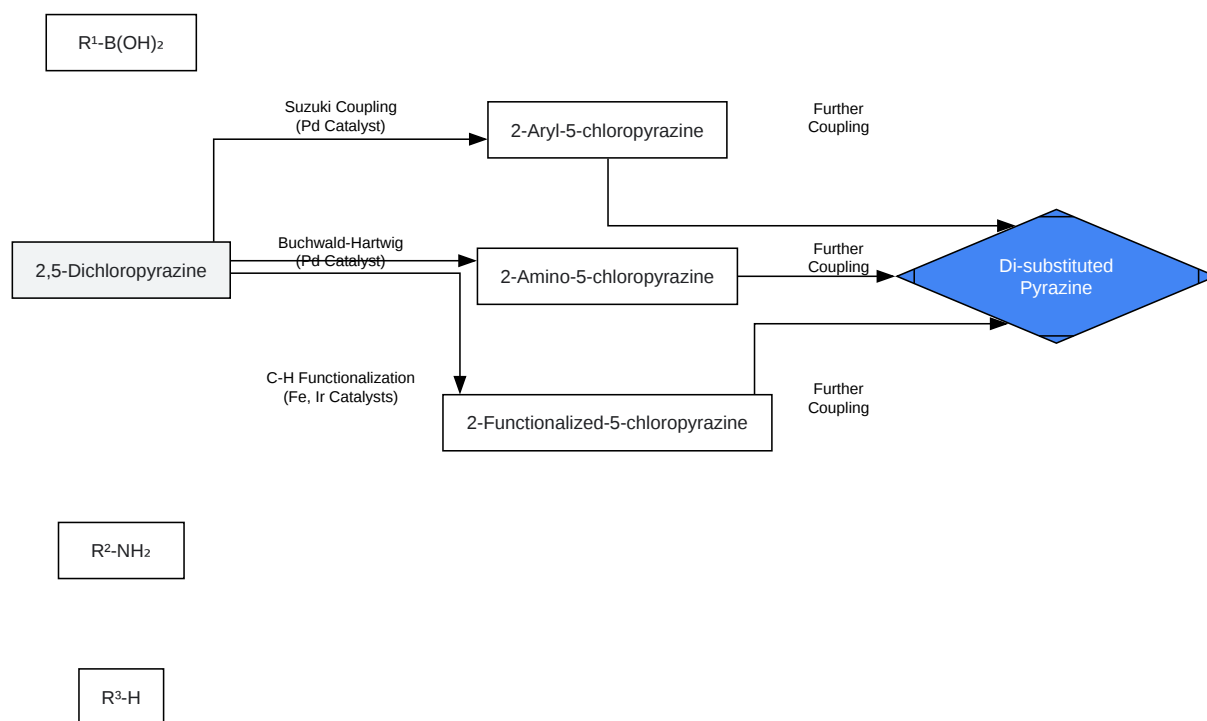 R¹-B(OH)₂
Suzuki Coupling
(Pd Catalyst)
2-Aryl-5-chloropyrazine
Further
Coupling
2,5-Dichloropyrazine
Buchwald-Hartwig
(Pd Catalyst)
2-Amino-5-chloropyrazine
Further
Coupling
Di-substituted
Pyrazine
C-H Functionalization
(Fe, Ir Catalysts)
2-Functionalized-5-chloropyrazine
Further
Coupling
R²-NH₂
R³-H